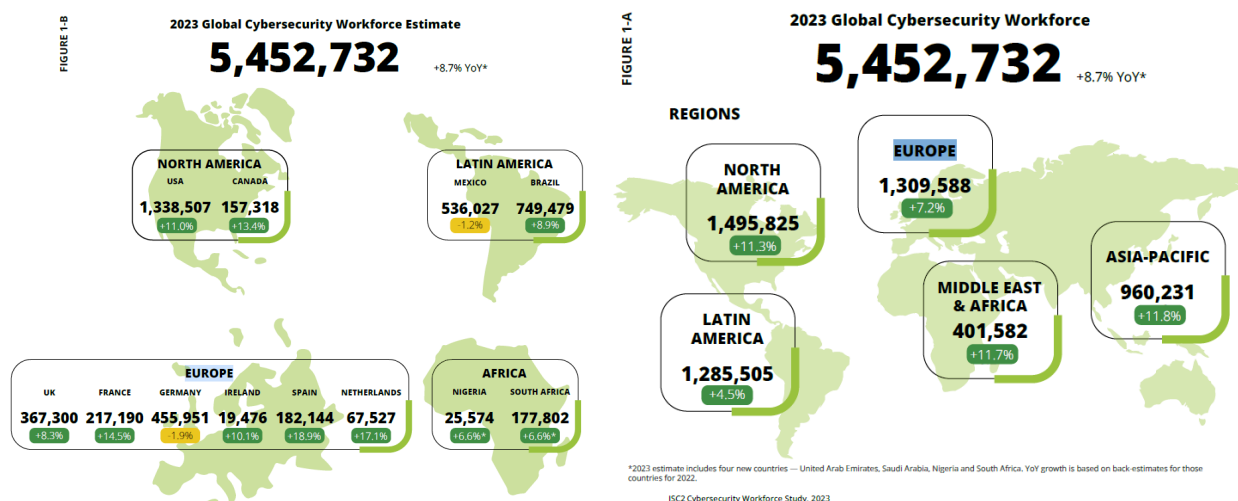 FIGURE 1-B
2023 Global Cybersecurity Workforce Estimate
5,452,732 +8.7% YoY*
NORTH AMERICA
USA CANADA
1,338,507 157,318
+11.0% +13.4%
LATIN AMERICA
MEXICO BRAZIL
536,027 749,479
-1.2% +8.9%
EUROPE
UK FRANCE GERMANY IRELAND SPAIN NETHERLANDS
367,300 217,190 455,951 19,476 182,144 67,527
+8.3% +14.5% -1.9% +10.1% +18.9% +17.1%
AFRICA
NIGERIA SOUTH AFRICA
25,574 177,802
+6.6%* +6.6%*
FIGURE 1-A
2023 Global Cybersecurity Workforce
5,452,732 +8.7% YoY*
REGIONS
NORTH
AMERICA
1,495,825
+11.3%
EUROPE
1,309,588
+7.2%
ASIA-PACIFIC
960,231
+11.8%
MIDDLE EAST
& AFRICA
401,582
+11.7%
LATIN
AMERICA
1,285,505
+4.5%
*2023 estimate includes four new countries — United Arab Emirates, Saudi Arabia, Nigeria and South Africa. YoY growth is based on back-estimates for those
countries for 2022.
ISC2 Cybersecurity Workforce Study, 2023